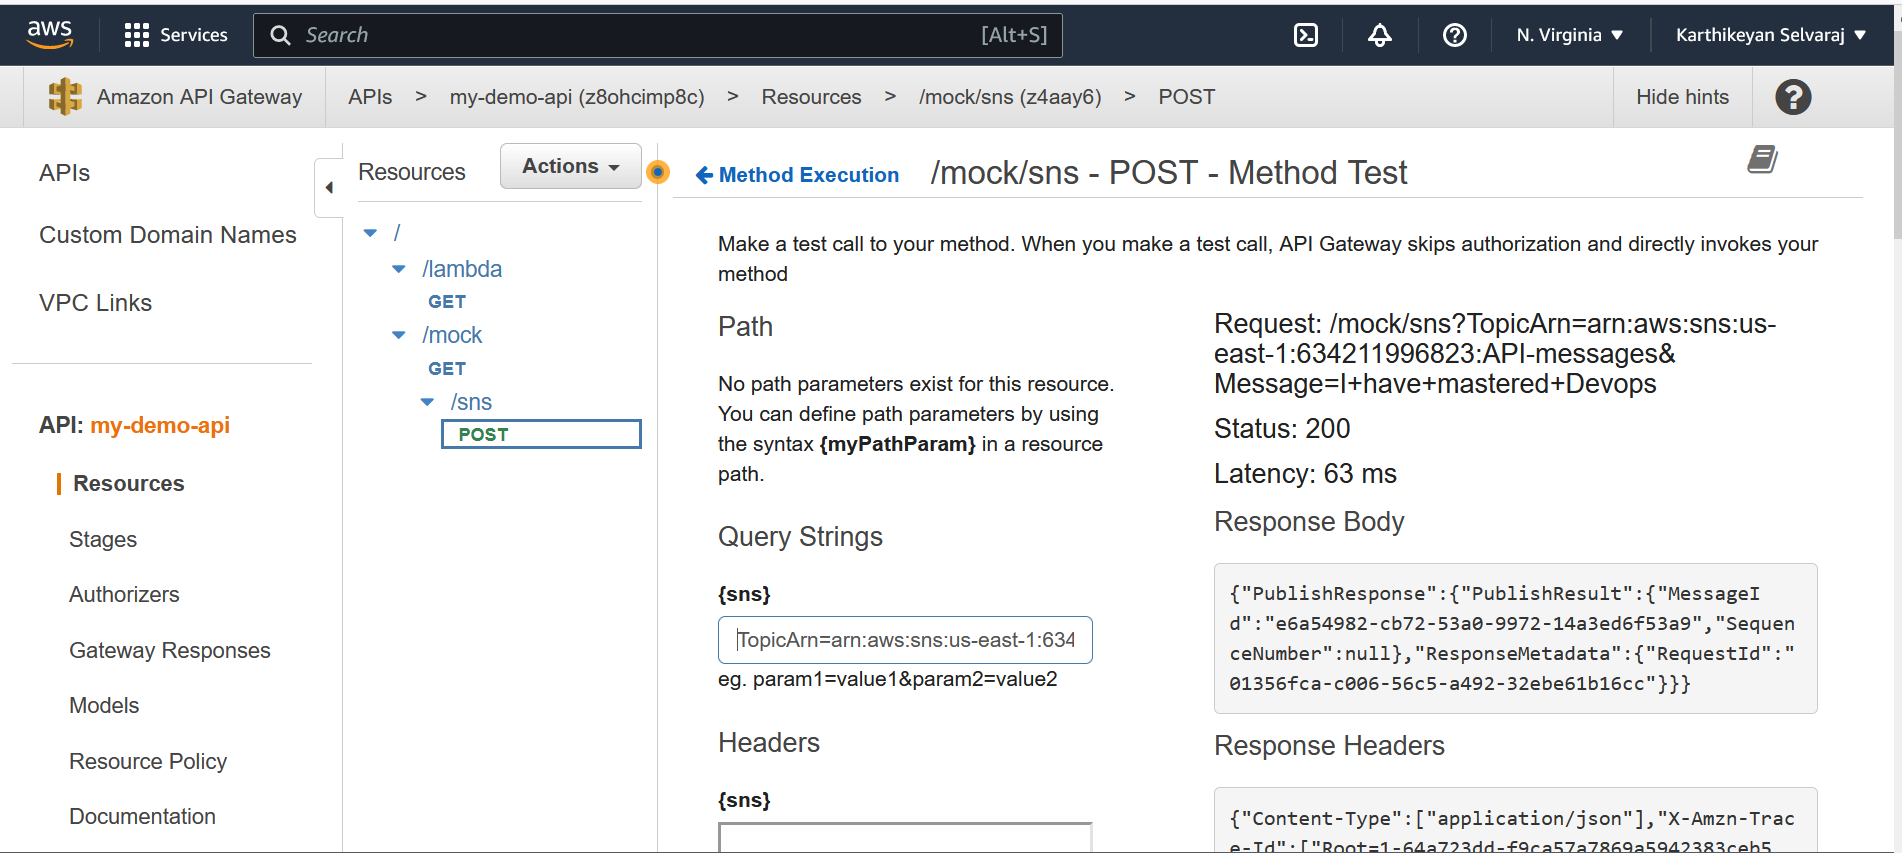 aws
Services
Search
[Alt+S]
N. Virginia
Karthikeyan Selvaraj
Amazon API Gateway
APIs > my-demo-api (z8ohcimp8c) > Resources > /mock/sns (z4aay6) > POST
Hide hints
APIs
Custom Domain Names
VPC Links
API: my-demo-api
Resources
Stages
Authorizers
Gateway Responses
Models
Resource Policy
Documentation
Resources
Actions
/
/lambda
GET
/mock
GET
/sns
POST
Method Execution
/mock/sns - POST - Method Test
Make a test call to your method. When you make a test call, API Gateway skips authorization and directly invokes your
method
Path
No path parameters exist for this resource.
You can define path parameters by using
the syntax {myPathParam} in a resource
path.
Query Strings
{sns}
TopicArn=arn:aws:sns:us-east-1:634
eg. param1=value1&param2=value2
Headers
{sns}
Request: /mock/sns?TopicArn=arn:aws:sns:us-
east-1:634211996823:API-messages&
Message=I+have+mastered+Devops
Status: 200
Latency: 63 ms
Response Body
{"PublishResponse":{"PublishResult":{"MessageI
d":"e6a54982-cb72-53a0-9972-14a3ed6f53a9","Sequen
ceNumber":null},"ResponseMetadata":{"RequestId":"
01356fca-c006-56c5-a492-32ebe61b16cc"}}}
Response Headers
{"Content-Type":["application/json"],"X-Amzn-Trac
e-Id":["Root=1-64a723dd-f9ca57a7869a5942383ceb5